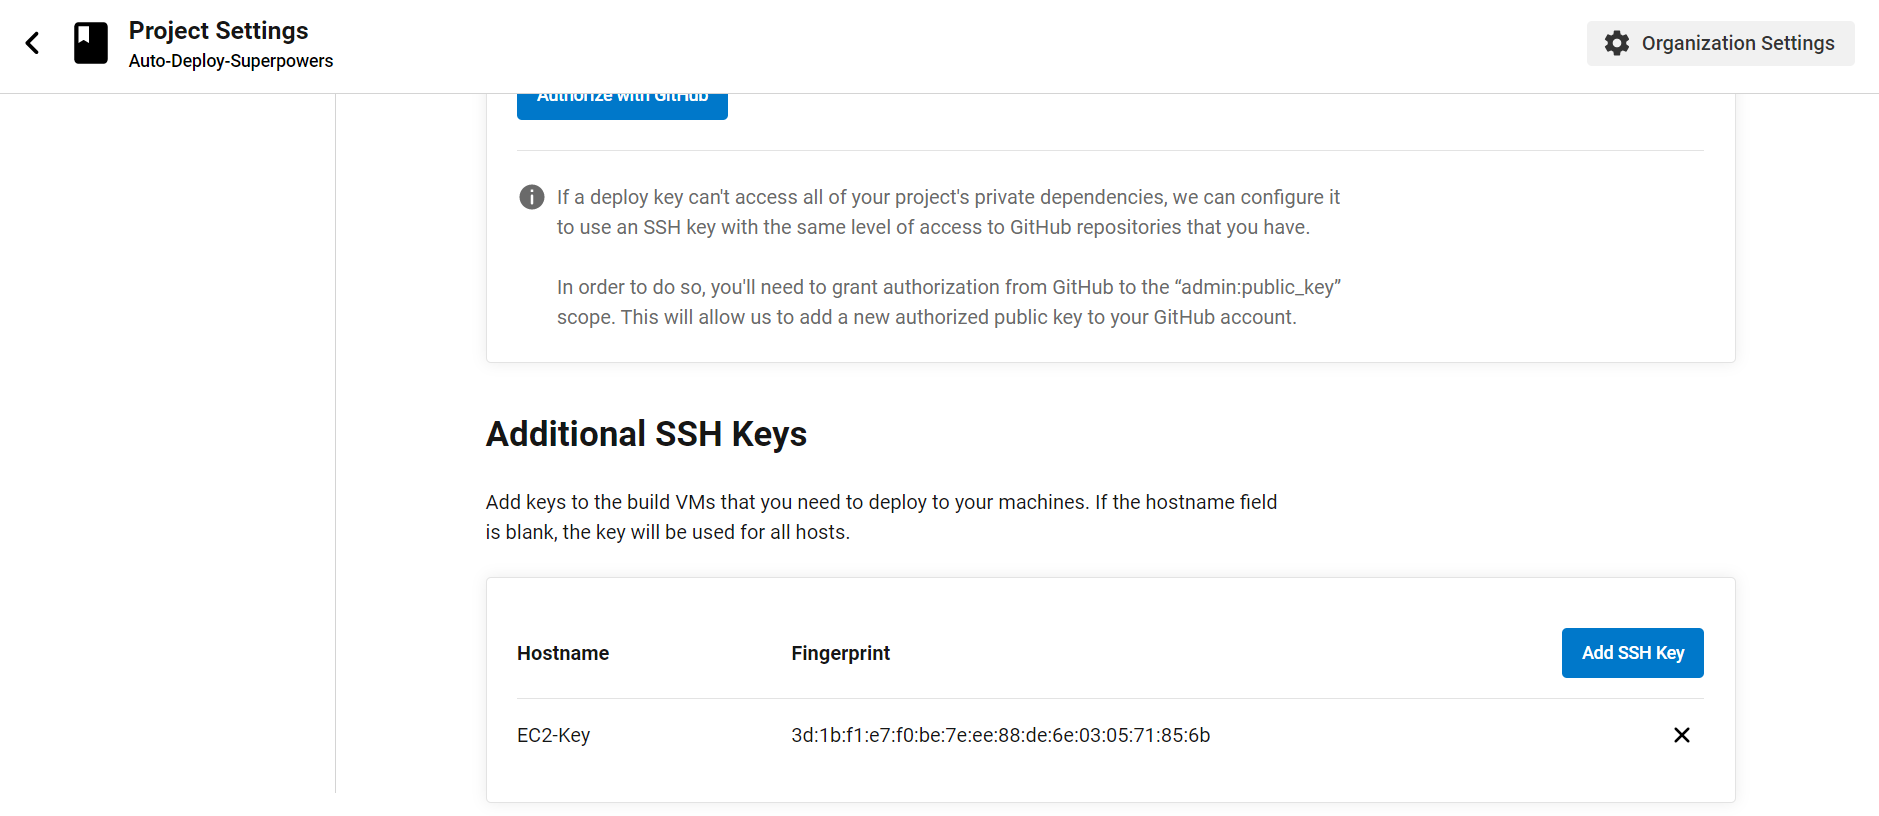 Project Settings
Auto-Deploy-Superpowers
Organization Settings
Authorize with GitHub
If a deploy key can't access all of your project's private dependencies, we can configure it
to use an SSH key with the same level of access to GitHub repositories that you have.
In order to do so, you'll need to grant authorization from GitHub to the “admin:public_key”
scope. This will allow us to add a new authorized public key to your GitHub account.
Additional SSH Keys
Add keys to the build VMs that you need to deploy to your machines. If the hostname field
is blank, the key will be used for all hosts.
Hostname Fingerprint Add SSH Key
EC2-Key 3d:1b:f1:e7:f0:be:7e:ee:88:de:6e:03:05:71:85:6b